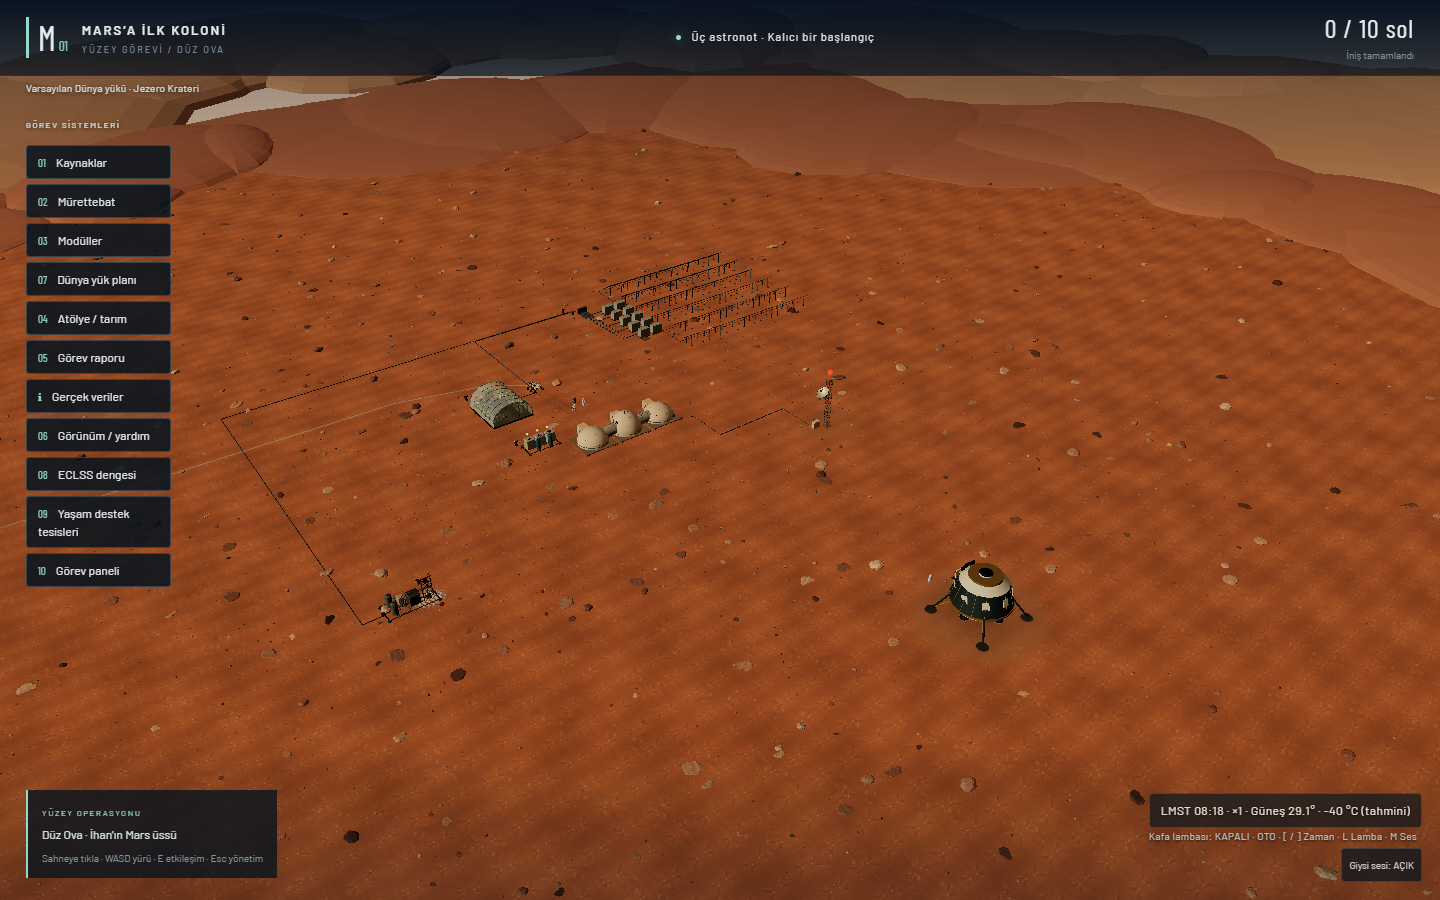 M 01
MARS'A İLK KOLONİ
YÜZEY GÖREVİ / DÜZ OVA
Üç astronot · Kalıcı bir başlangıç
0 / 10 sol
İniş tamamlandı
Varsayılan Dünya yükü · Jezero Krateri
GÖREV SİSTEMLERİ
01 Kaynaklar
02 Mürettebat
03 Modüller
07 Dünya yük planı
04 Atölye / tarım
05 Görev raporu
i Gerçek veriler
06 Görünüm / yardım
08 ECLSS dengesi
09 Yaşam destek
tesisleri
10 Görev paneli
YÜZEY OPERASYONU
Düz Ova · İhan'ın Mars üssü
Sahneye tıkla · WASD yürü · E etkileşim · Esc yönetim
LMST 08:18 · ×1 · Güneş 29.1° · -40 °C (tahmini)
Kafa lambası: KAPALI · OTO · [ / ] Zaman · L Lamba · M Ses
Giysi sesi: AÇIK